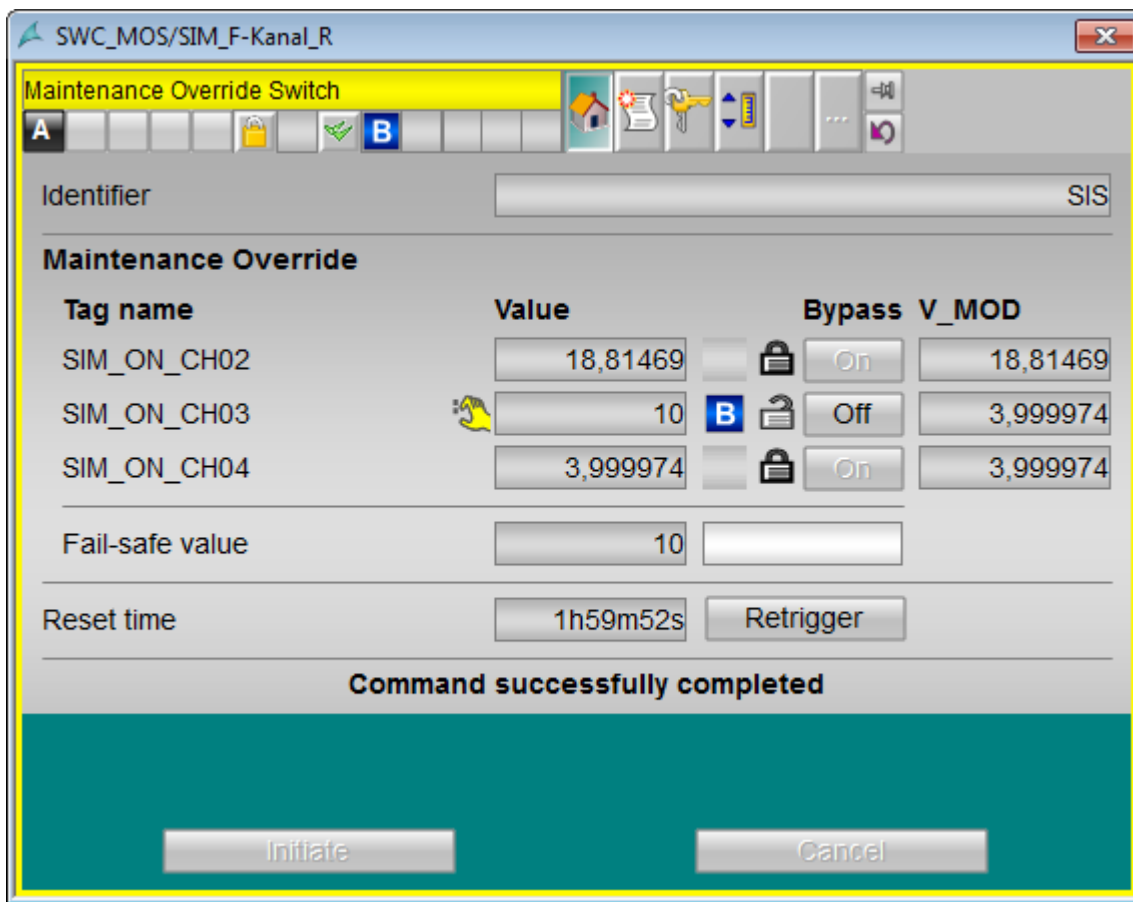 SWC_MOS/SIM_F-Kanal_R
Maintenance Override Switch
A B ...
Identifier SIS
Maintenance Override
Tag name Value Bypass V_MOD
SIM_ON_CH02 18,81469 On 18,81469
SIM_ON_CH03 10 B Off 3,999974
SIM_ON_CH04 3,999974 On 3,999974
Fail-safe value 10
Reset time 1h59m52s Retrigger
Command successfully completed
Initiate Cancel